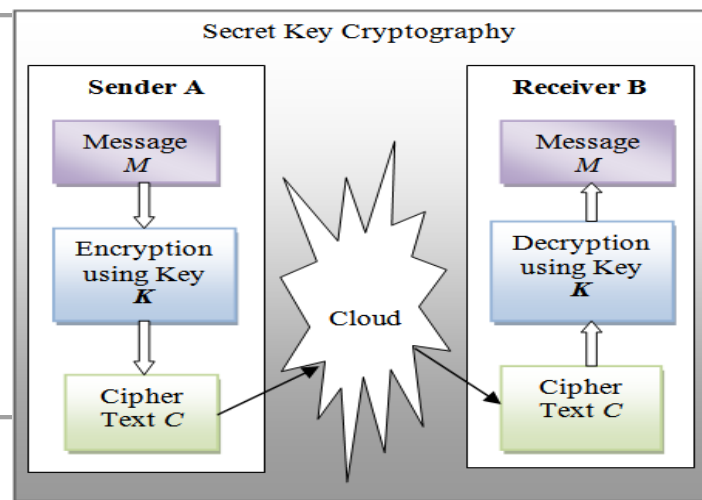 Secret Key Cryptography
Sender A
Message
M
Encryption
using Key
K
Cipher
Text C
Cloud
Receiver B
Message
M
Decryption
using Key
K
Cipher
Text C